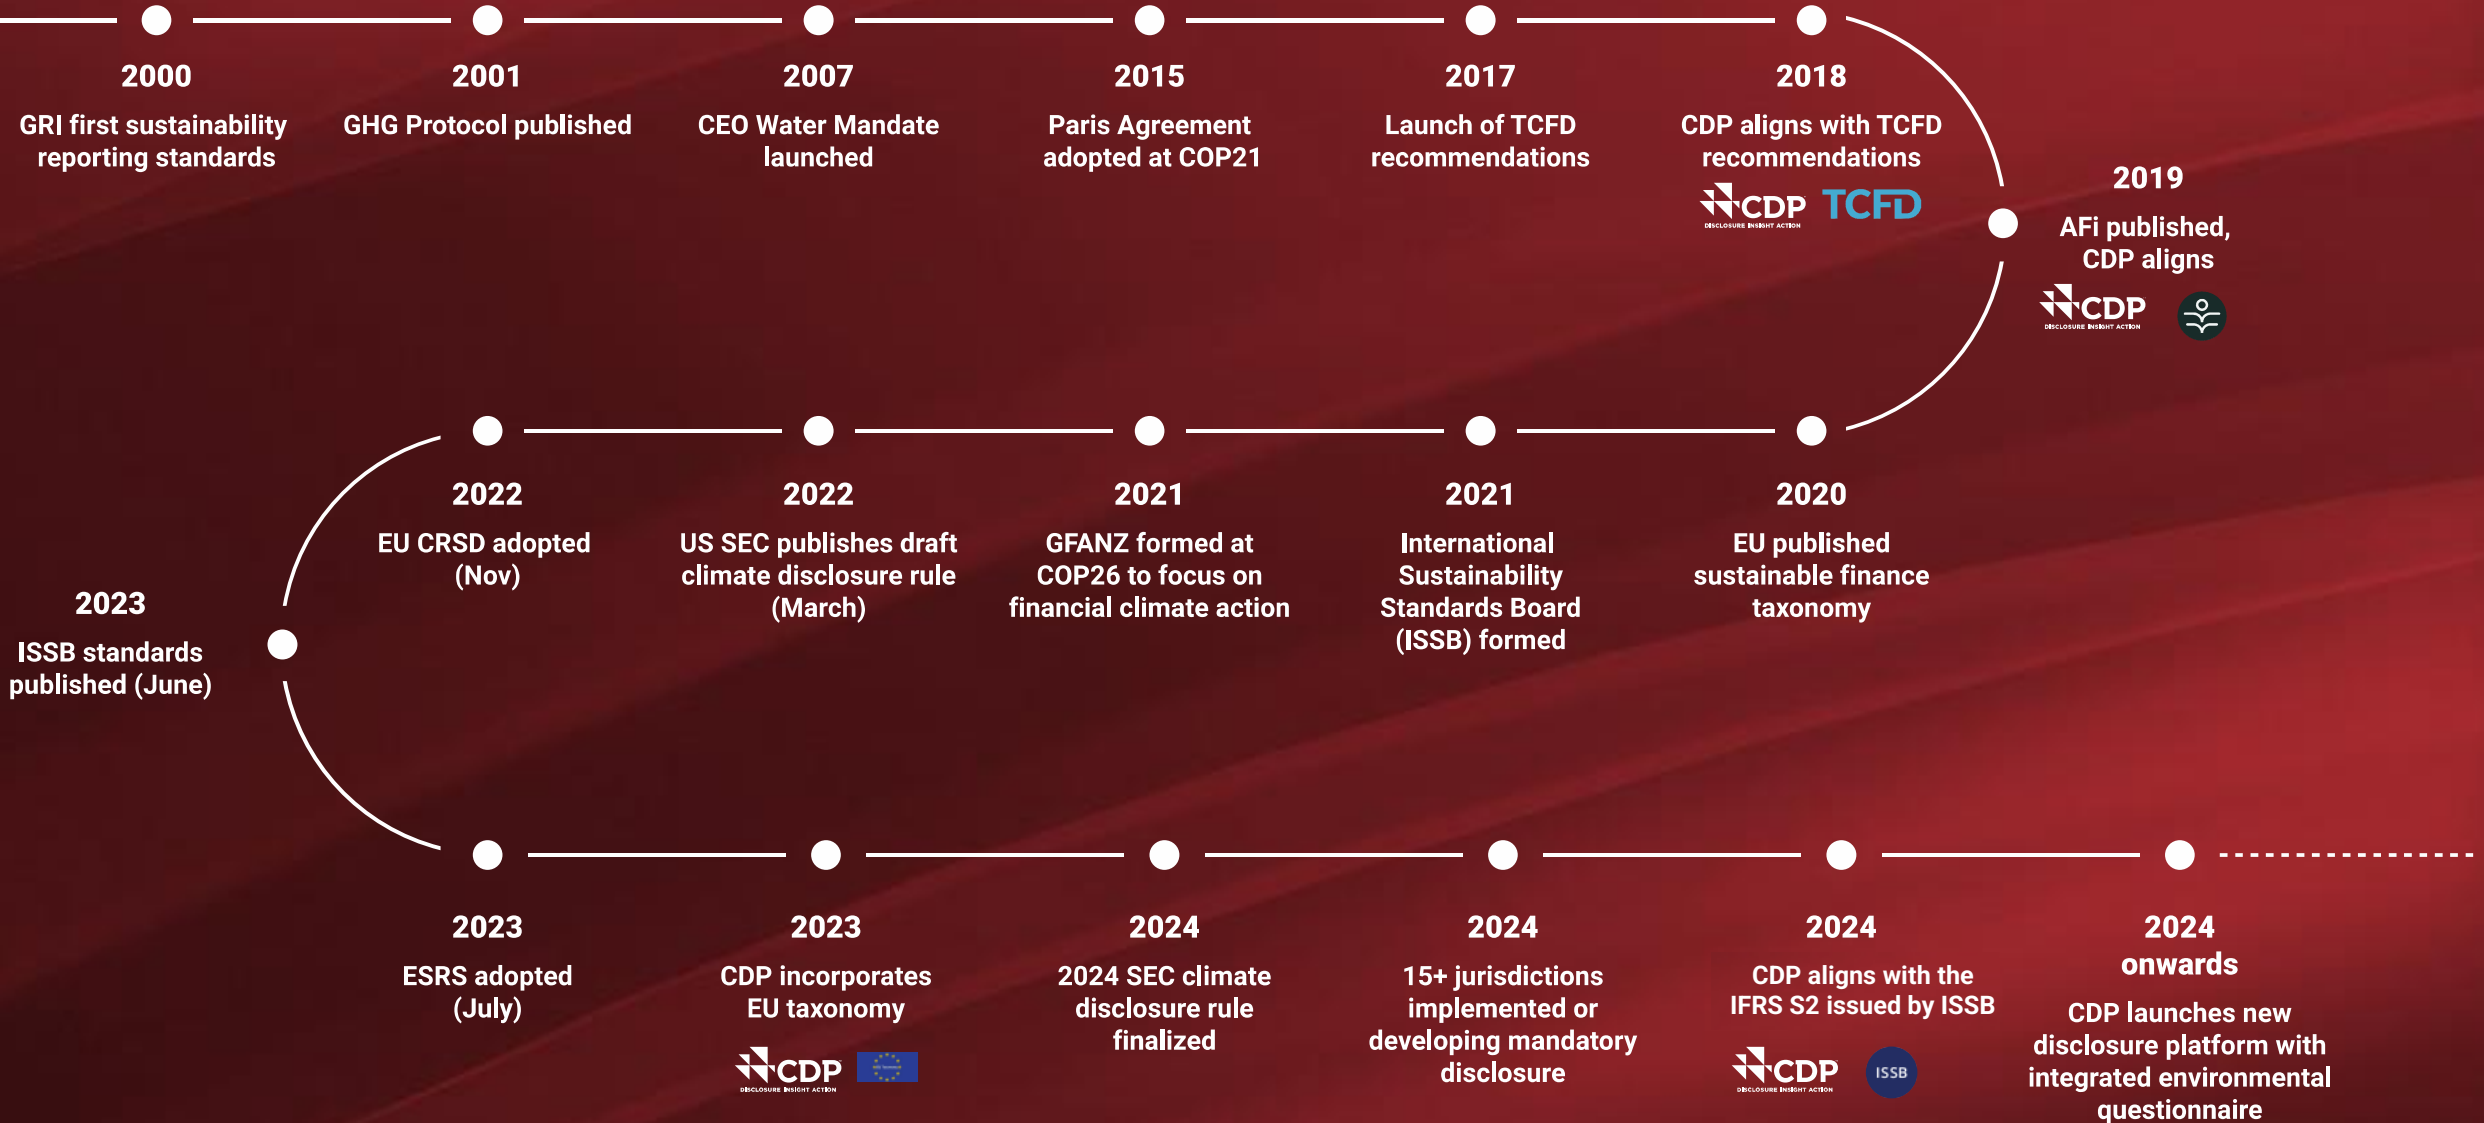 2000
GRI first sustainability
reporting standards
2001
GHG Protocol published
2007
CEO Water Mandate
launched
2015
Paris Agreement
adopted at COP21
2017
Launch of TCFD
recommendations
2018
CDP aligns with TCFD
recommendations
CDP
DISCLOSURE INSIGHT ACTION
TCFD
2019
AFi published,
CDP aligns
CDP
DISCLOSURE INSIGHT ACTION
2020
EU published
sustainable finance
taxonomy
2021
International
Sustainability
Standards Board
(ISSB) formed
2021
GFANZ formed at
COP26 to focus on
financial climate action
2022
US SEC publishes draft
climate disclosure rule
(March)
2022
EU CRSD adopted
(Nov)
2023
ISSB standards
published (June)
2023
ESRS adopted
(July)
2023
CDP incorporates
EU taxonomy
CDP
DISCLOSURE INSIGHT ACTION
2024
2024 SEC climate
disclosure rule
finalized
2024
15+ jurisdictions
implemented or
developing mandatory
disclosure
2024
CDP aligns with the
IFRS S2 issued by ISSB
CDP
DISCLOSURE INSIGHT ACTION
ISSB
2024
onwards
CDP launches new
disclosure platform with
integrated environmental
questionnaire